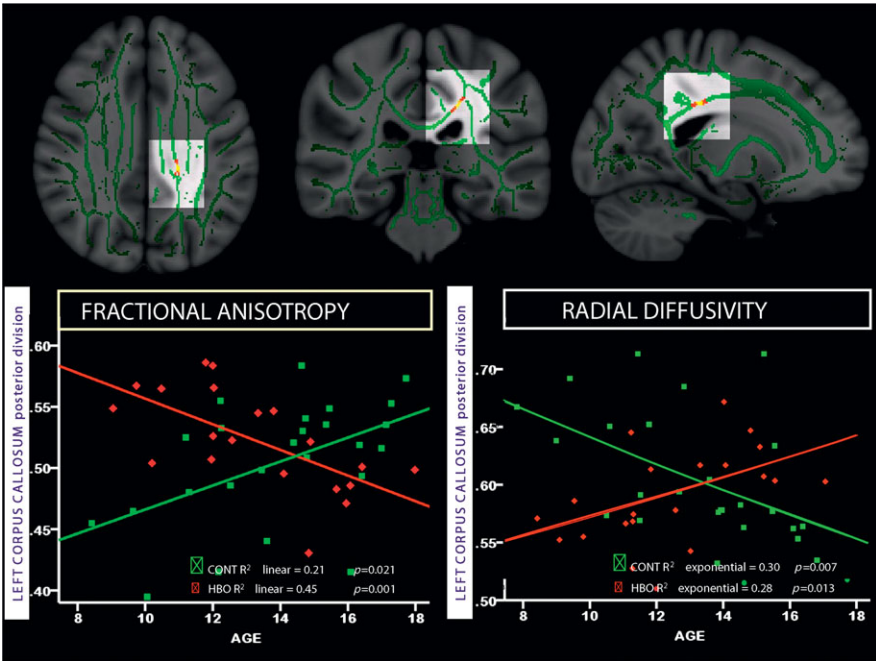 FRACTIONAL ANISOTROPY
LEFT CORPUS CALLOSUM posterior division
.60
.55
.50
.45
.40
CONT R² linear = 0.21 p=0.021
HBO R² linear = 0.45 p=0.001
8 10 12 14 16 18
AGE
RADIAL DIFFUSIVITY
LEFT CORPUS CALLOSUM posterior division
.70
.65
.60
.55
.50
CONT R² exponential = 0.30 p=0.007
HBO R² exponential = 0.28 p=0.013
8 10 12 14 16 18
AGE